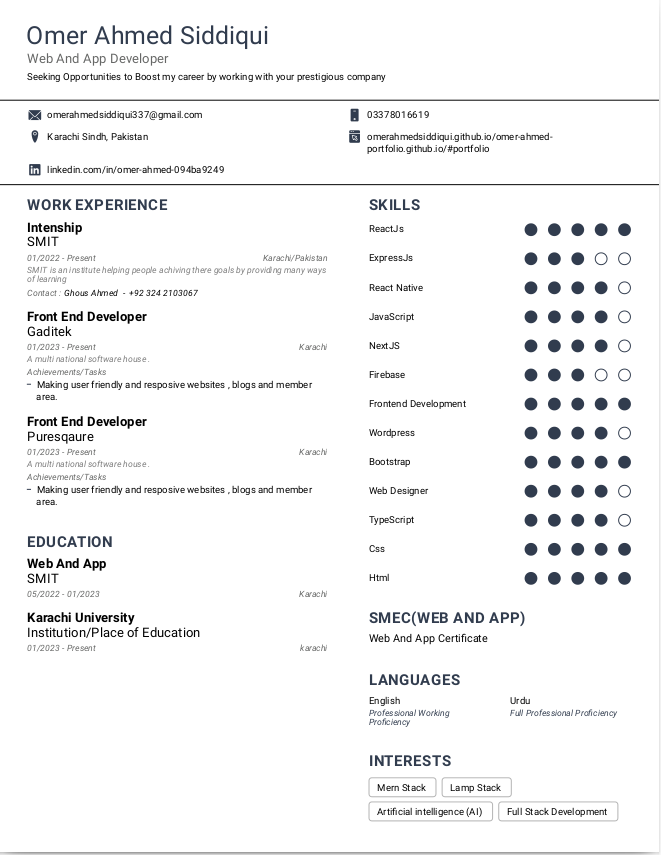 Omer Ahmed Siddiqui
Web And App Developer
Seeking Opportunities to Boost my career by working with your prestigious company
omerahmedsiddiqui337@gmail.com
03378016619
Karachi Sindh, Pakistan
omerahmedsiddiqui.github.io/omer-ahmed-
portfolio.github.io/#portfolio
linkedin.com/in/omer-ahmed-094ba9249
WORK EXPERIENCE
Intenship
SMIT
01/2022 - Present Karachi/Pakistan
SMIT is an institute helping people achiving there goals by providing many ways
of learning
Contact : Ghous Ahmed - +92 324 2103067
Front End Developer
Gaditek
01/2023 - Present Karachi
A multi national software house .
Achievements/Tasks
– Making user friendly and resposive websites , blogs and member
area.
Front End Developer
Puresqaure
01/2023 - Present Karachi
A multi national software house .
Achievements/Tasks
– Making user friendly and resposive websites , blogs and member
area.
EDUCATION
Web And App
SMIT
05/2022 - 01/2023 Karachi
Karachi University
Institution/Place of Education
01/2023 - Present karachi
SKILLS
ReactJs
ExpressJs
React Native
JavaScript
NextJS
Firebase
Frontend Development
Wordpress
Bootstrap
Web Designer
TypeScript
Css
Html
SMEC(WEB AND APP)
Web And App Certificate
LANGUAGES
English
Professional Working
Proficiency
Urdu
Full Professional Proficiency
INTERESTS
Mern Stack Lamp Stack
Artificial intelligence (AI) Full Stack Development